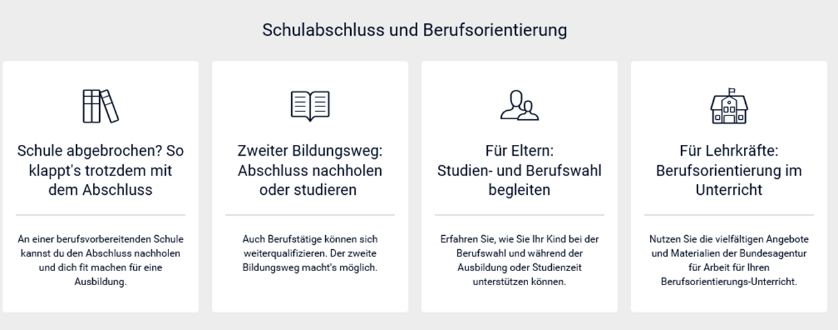 Schulabschluss und Berufsorientierung
Schule abgebrochen? So
klappt's trotzdem mit
dem Abschluss
An einer berufsvorbereitenden Schule
kannst du den Abschluss nachholen
und dich fit machen für eine
Ausbildung.
Zweiter Bildungsweg:
Abschluss nachholen
oder studieren
Auch Berufstätige können sich
weiterqualifizieren. Der zweite
Bildungsweg macht's möglich.
Für Eltern:
Studien- und Berufswahl
begleiten
Erfahren Sie, wie Sie Ihr Kind bei der
Berufswahl und während der
Ausbildung oder Studienzeit
unterstützen können.
Für Lehrkräfte:
Berufsorientierung im
Unterricht
Nutzen Sie die vielfältigen Angebote
und Materialien der Bundesagentur
für Arbeit für Ihren
Berufsorientierungs-Unterricht.